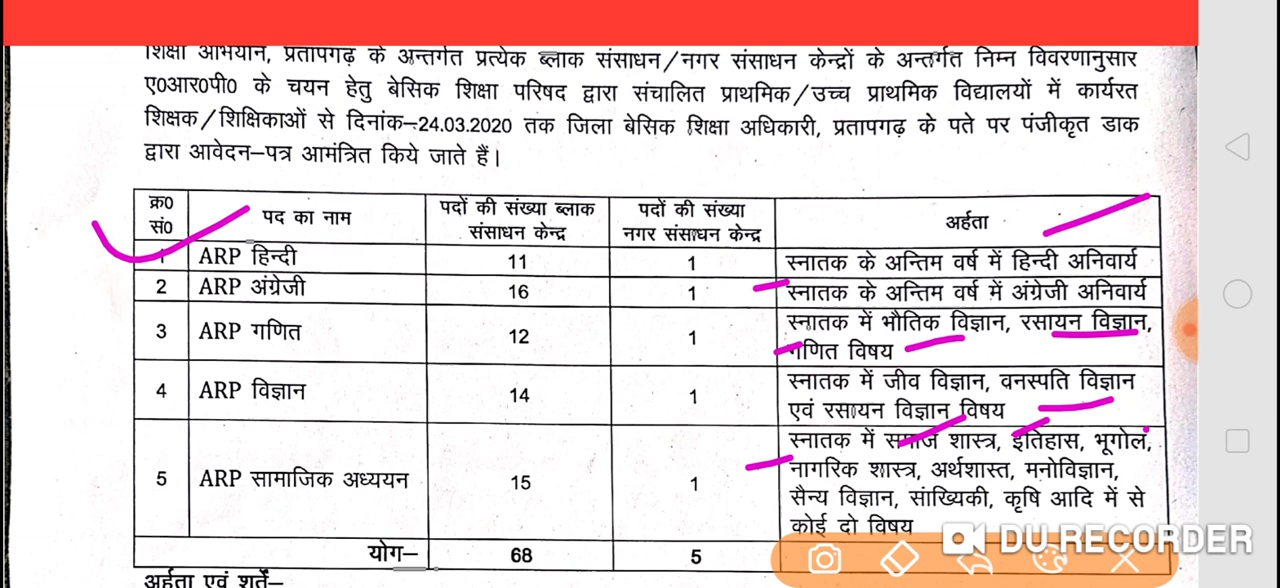 शिक्षा अभियान, प्रतापगढ़ के अन्तर्गत प्रत्येक ब्लाक संसाधन/नगर संसाधन केन्द्रों के अन्तर्गत निम्न विवरणानुसार
ए0आर0पी0 के चयन हेतु बेसिक शिक्षा परिषद द्वारा संचालित प्राथमिक/उच्च प्राथमिक विद्यालयों में कार्यरत
शिक्षक/शिक्षिकाओं से दिनांक–24.03.2020 तक जिला बेसिक शिक्षा अधिकारी, प्रतापगढ़ के पते पर पंजीकृत डाक
द्वारा आवेदन–पत्र आमंत्रित किये जाते हैं।
क्र0 सं0 पद का नाम पदों की संख्या ब्लाक संसाधन केन्द्र पदों की संख्या नगर संसाधन केन्द्र अर्हता
1 ARP हिन्दी 11 1 स्नातक के अन्तिम वर्ष में हिन्दी अनिवार्य
2 ARP अंग्रेजी 16 1 स्नातक के अन्तिम वर्ष में अंग्रेजी अनिवार्य
3 ARP गणित 12 1 स्नातक में भौतिक विज्ञान, रसायन विज्ञान,
गणित विषय
4 ARP विज्ञान 14 1 स्नातक में जीव विज्ञान, वनस्पति विज्ञान
एवं रसायन विज्ञान विषय
5 ARP सामाजिक अध्ययन 15 1 स्नातक में समाज शास्त्र, इतिहास, भूगोल,
नागरिक शास्त्र, अर्थशास्त, मनोविज्ञान,
सैन्य विज्ञान, सांख्यिकी, कृषि आदि में से
कोई दो विषय
योग– 68 5
अर्हता एवं शर्तें–
DU RECORDER